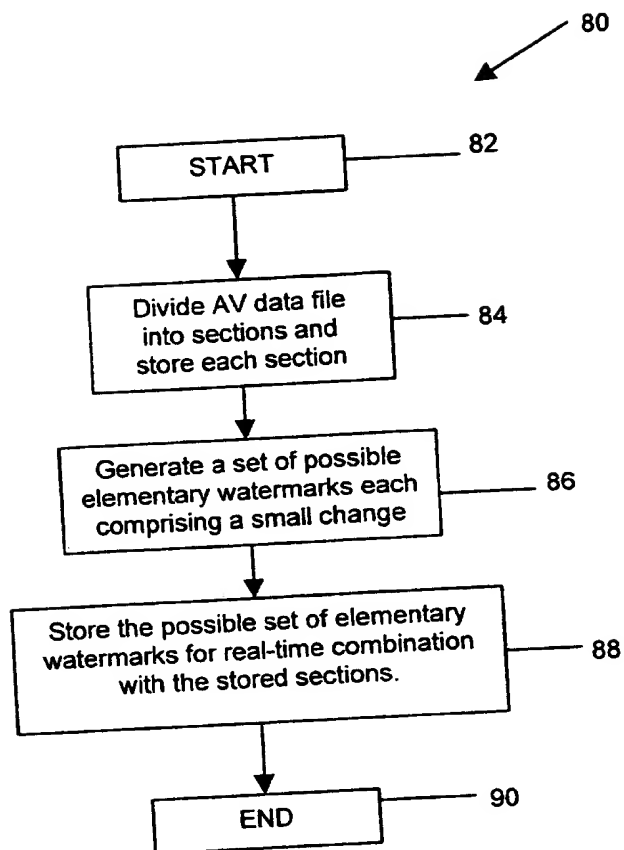 80
START
82
Divide AV data file
into sections and
store each section
84
Generate a set of possible
elementary watermarks each
comprising a small change
86
Store the possible set of elementary
watermarks for real-time combination
with the stored sections.
88
END
90